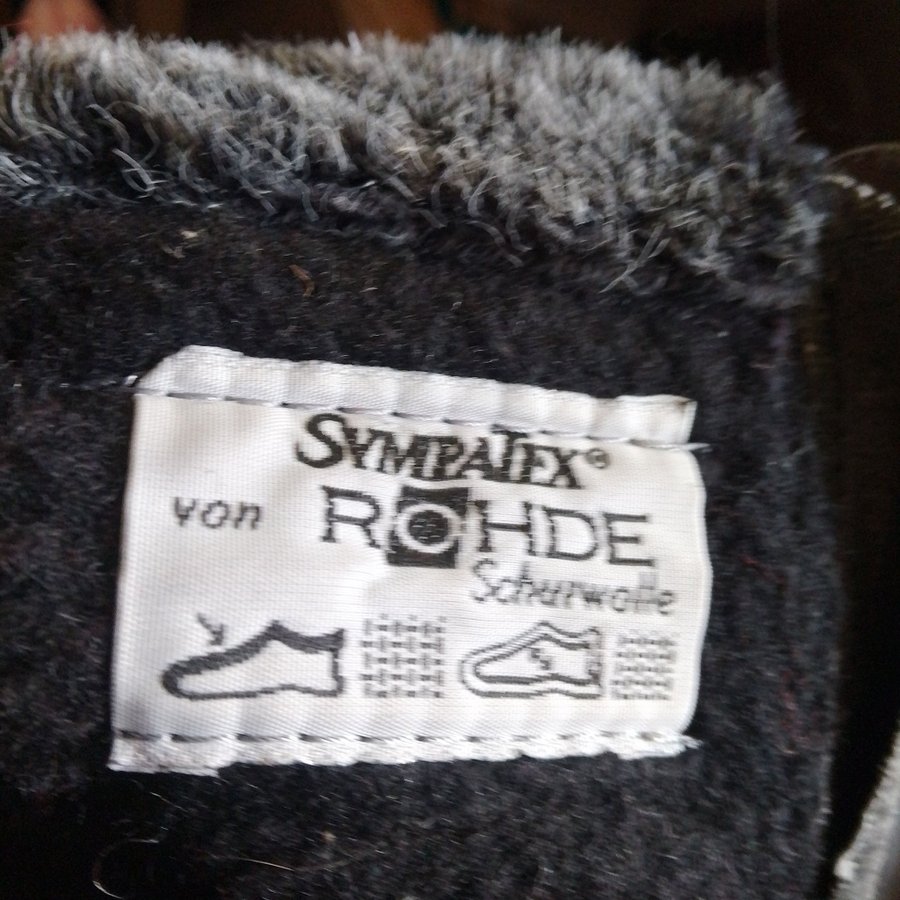 SYMPATEX®
von ROHDE
Schurwolle